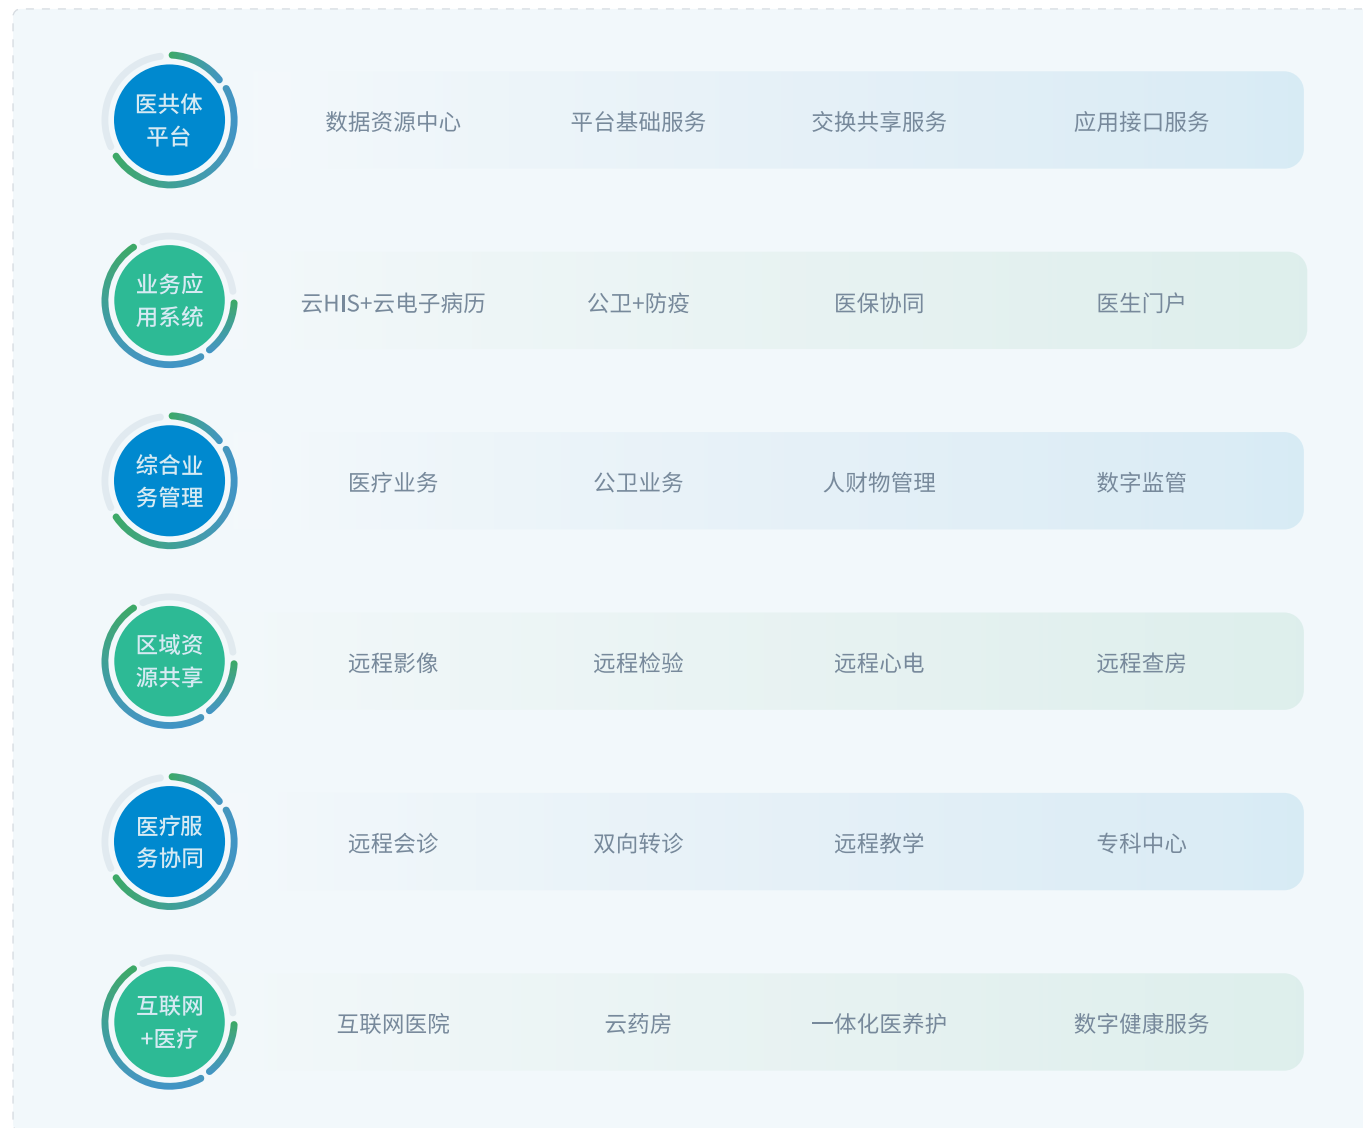 医共体
平台
数据资源中心 平台基础服务 交换共享服务 应用接口服务
业务应
用系统
云HIS+云电子病历 公卫+防疫 医保协同 医生门户
综合业
务管理
医疗业务 公卫业务 人财物管理 数字监管
区域资
源共享
远程影像 远程检验 远程心电 远程查房
医疗服
务协同
远程会诊 双向转诊 远程教学 专科中心
互联网
+医疗
互联网医院 云药房 一体化医养护 数字健康服务